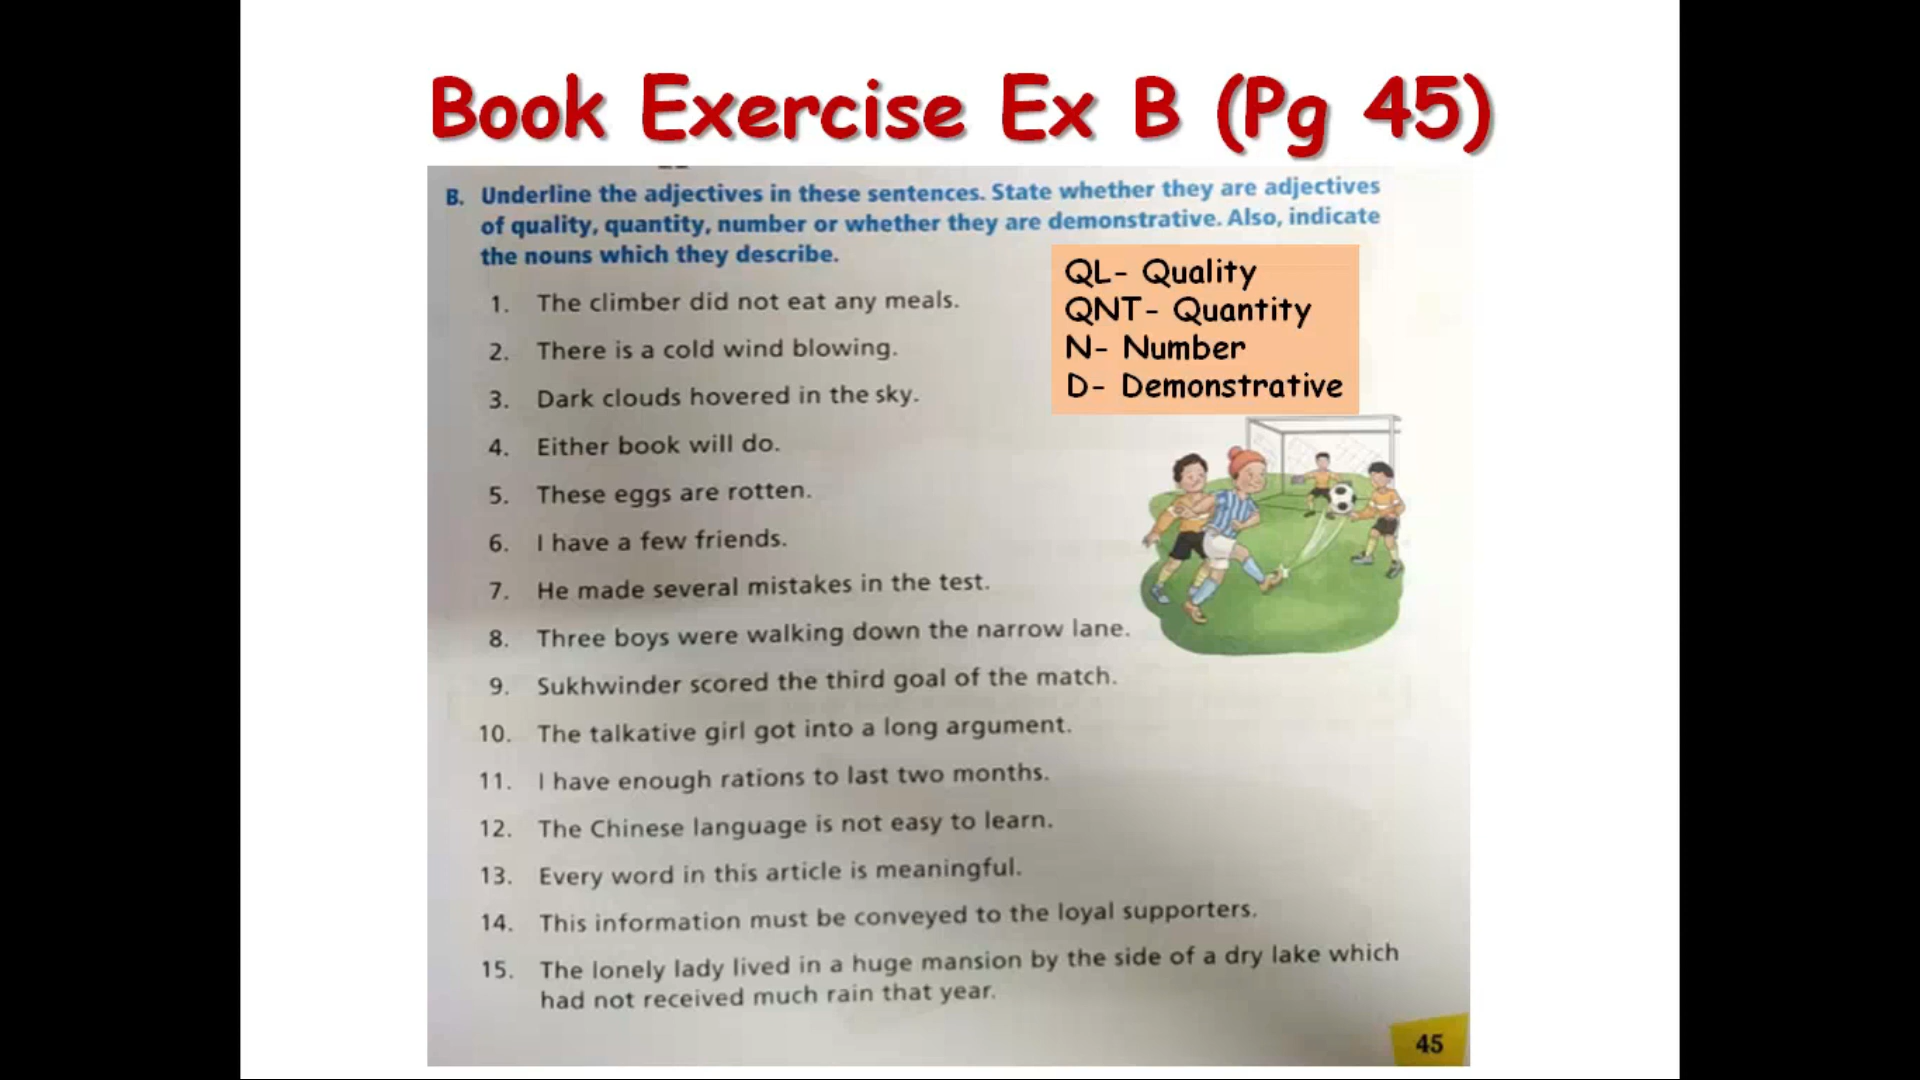 Book Exercise Ex B (Pg 45)
B. Underline the adjectives in these sentences. State whether they are adjectives
of quality, quantity, number or whether they are demonstrative. Also, indicate
the nouns which they describe.
QL- Quality
QNT- Quantity
N- Number
D- Demonstrative
1. The climber did not eat any meals.
2. There is a cold wind blowing.
3. Dark clouds hovered in the sky.
4. Either book will do.
5. These eggs are rotten.
6. I have a few friends.
7. He made several mistakes in the test.
8. Three boys were walking down the narrow lane.
9. Sukhwinder scored the third goal of the match.
10. The talkative girl got into a long argument.
11. I have enough rations to last two months.
12. The Chinese language is not easy to learn.
13. Every word in this article is meaningful.
14. This information must be conveyed to the loyal supporters.
15. The lonely lady lived in a huge mansion by the side of a dry lake which
had not received much rain that year.
45